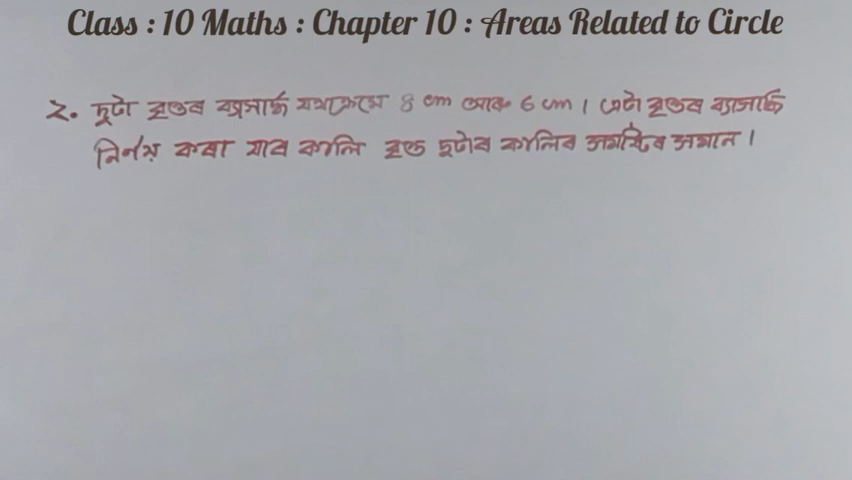 Class : 10 Maths : Chapter 10 : Areas Related to Circle
২. দুটা বৃত্তৰ ব্যাসাৰ্দ্ধ যথাক্ৰমে 8 cm আৰু 6 cm । এটা বৃত্তৰ ব্যাসাৰ্দ্ধ
নিৰ্ণয় কৰা যাৰ কালি বৃত্ত দুটাৰ কালিৰ সমষ্টিৰ সমান ।